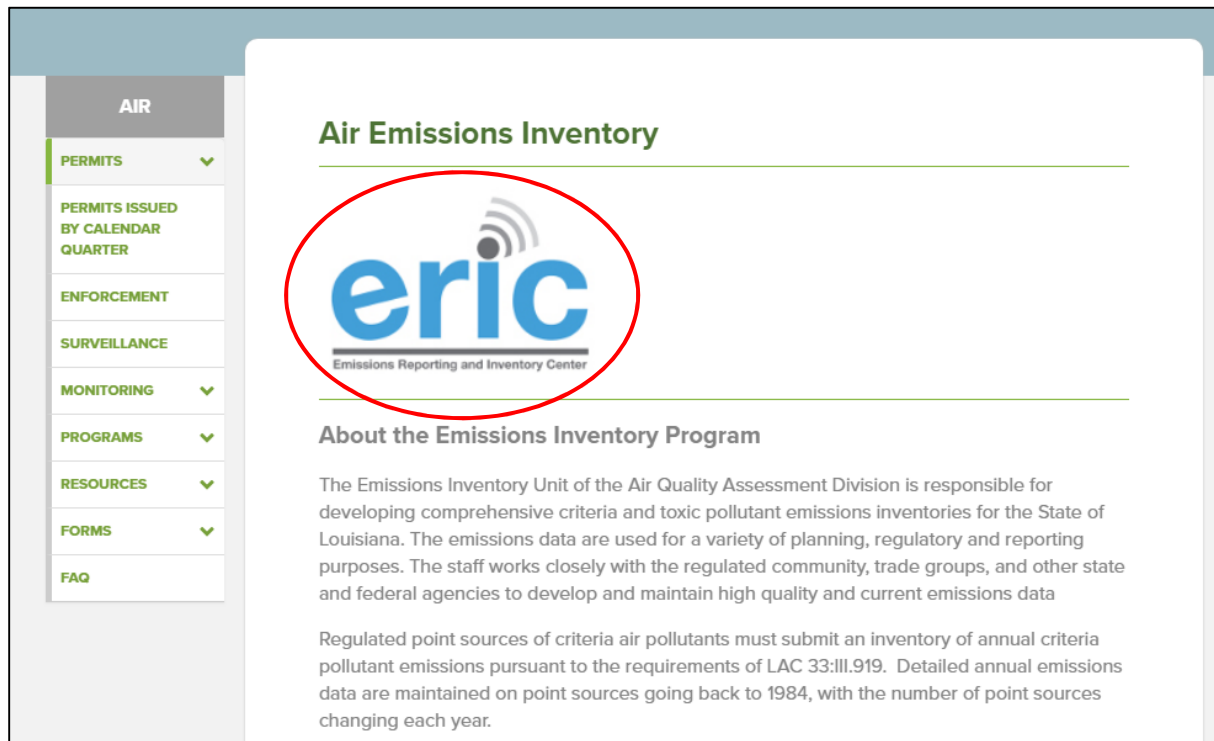 AIR
PERMITS
PERMITS ISSUED
BY CALENDAR
QUARTER
ENFORCEMENT
SURVEILLANCE
MONITORING
PROGRAMS
RESOURCES
FORMS
FAQ
Air Emissions Inventory
eric
Emissions Reporting and Inventory Center
About the Emissions Inventory Program
The Emissions Inventory Unit of the Air Quality Assessment Division is responsible for
developing comprehensive criteria and toxic pollutant emissions inventories for the State of
Louisiana. The emissions data are used for a variety of planning, regulatory and reporting
purposes. The staff works closely with the regulated community, trade groups, and other state
and federal agencies to develop and maintain high quality and current emissions data
Regulated point sources of criteria air pollutants must submit an inventory of annual criteria
pollutant emissions pursuant to the requirements of LAC 33:III.919. Detailed annual emissions
data are maintained on point sources going back to 1984, with the number of point sources
changing each year.